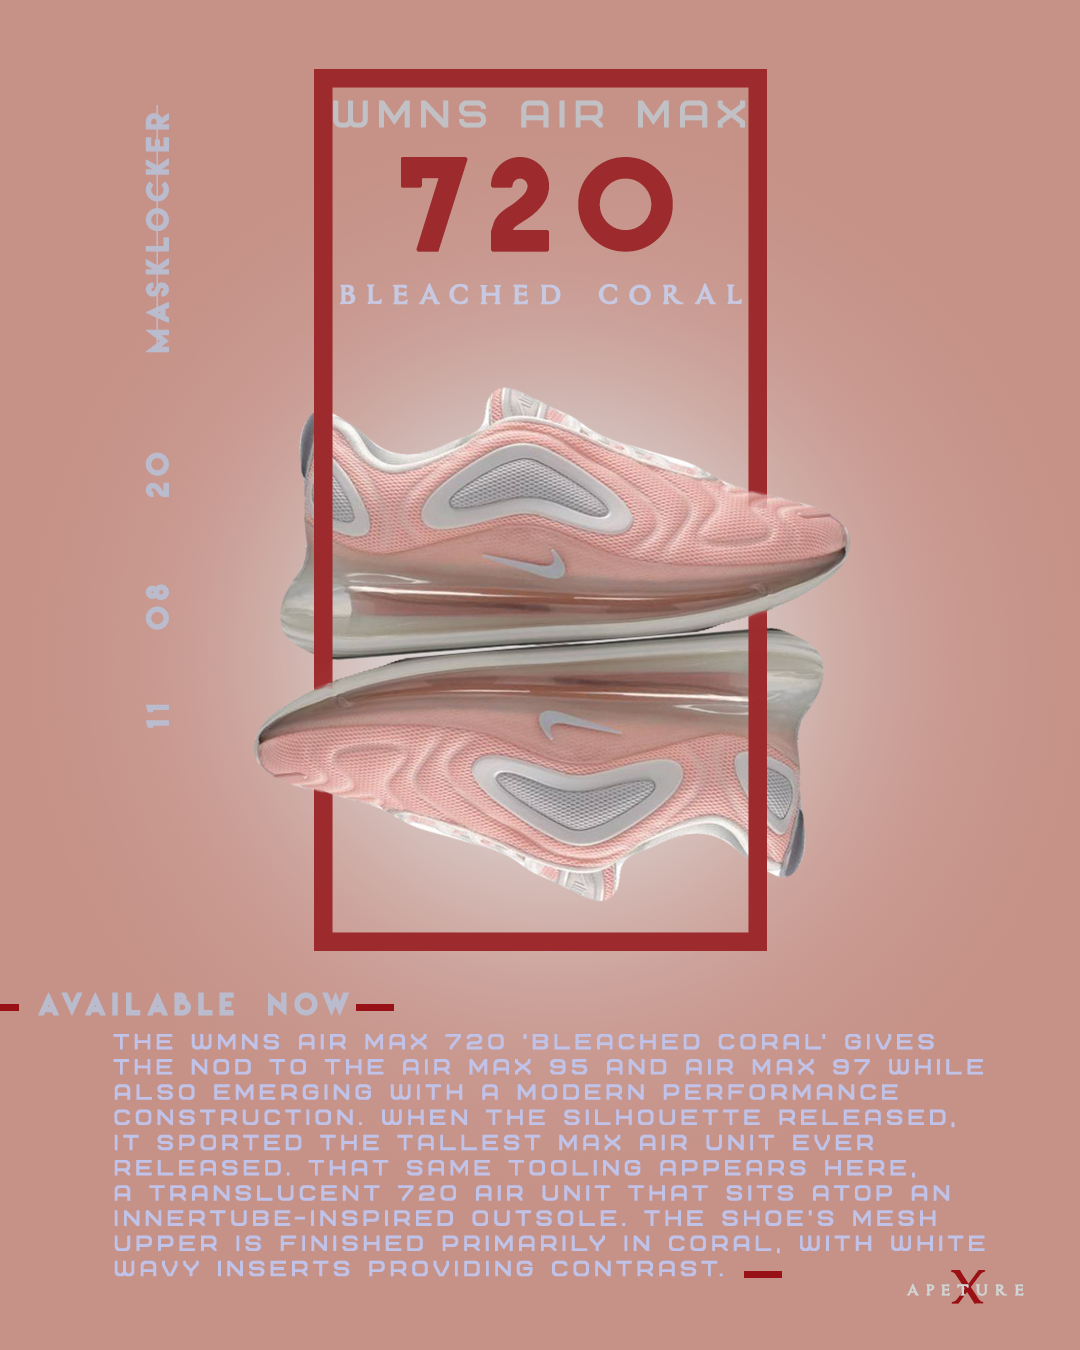 WMNS AIR MAX
720
BLEACHED CORAL
MASKLOCKER
11 08 20
AVAILABLE NOW
THE WMNS AIR MAX 720 'BLEACHED CORAL' GIVES
THE NOD TO THE AIR MAX 95 AND AIR MAX 97 WHILE
ALSO EMERGING WITH A MODERN PERFORMANCE
CONSTRUCTION. WHEN THE SILHOUETTE RELEASED,
IT SPORTED THE TALLEST MAX AIR UNIT EVER
RELEASED. THAT SAME TOOLING APPEARS HERE,
A TRANSLUCENT 720 AIR UNIT THAT SITS ATOP AN
INNERTUBE-INSPIRED OUTSOLE. THE SHOE'S MESH
UPPER IS FINISHED PRIMARILY IN CORAL, WITH WHITE
WAVY INSERTS PROVIDING CONTRAST.
APETURE
X